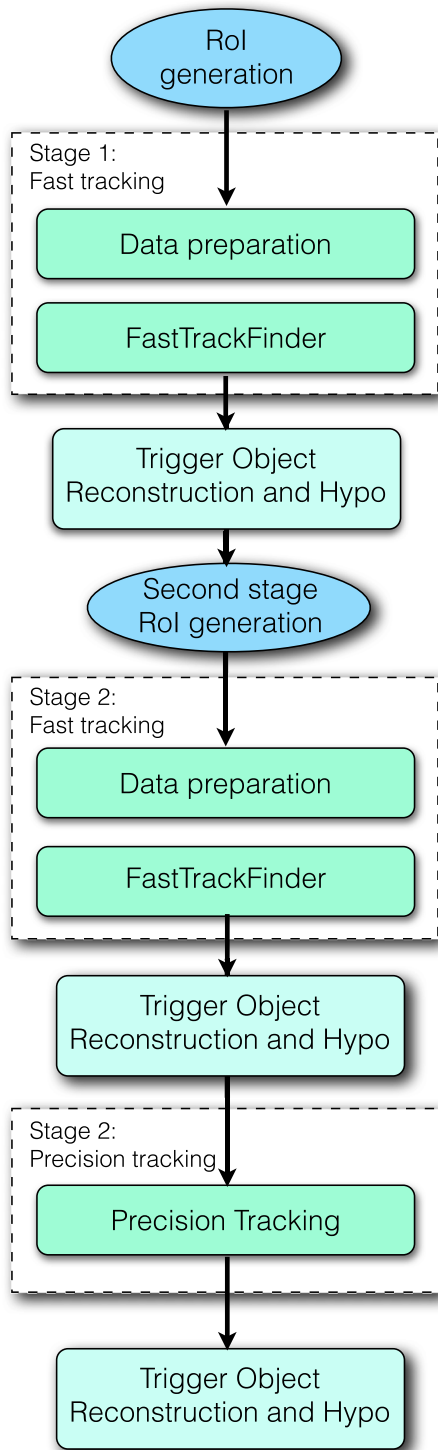 RoI
generation
Stage 1:
Fast tracking
Data preparation
FastTrackFinder
Trigger Object
Reconstruction and Hypo
Second stage
RoI generation
Stage 2:
Fast tracking
Data preparation
FastTrackFinder
Trigger Object
Reconstruction and Hypo
Stage 2:
Precision tracking
Precision Tracking
Trigger Object
Reconstruction and Hypo